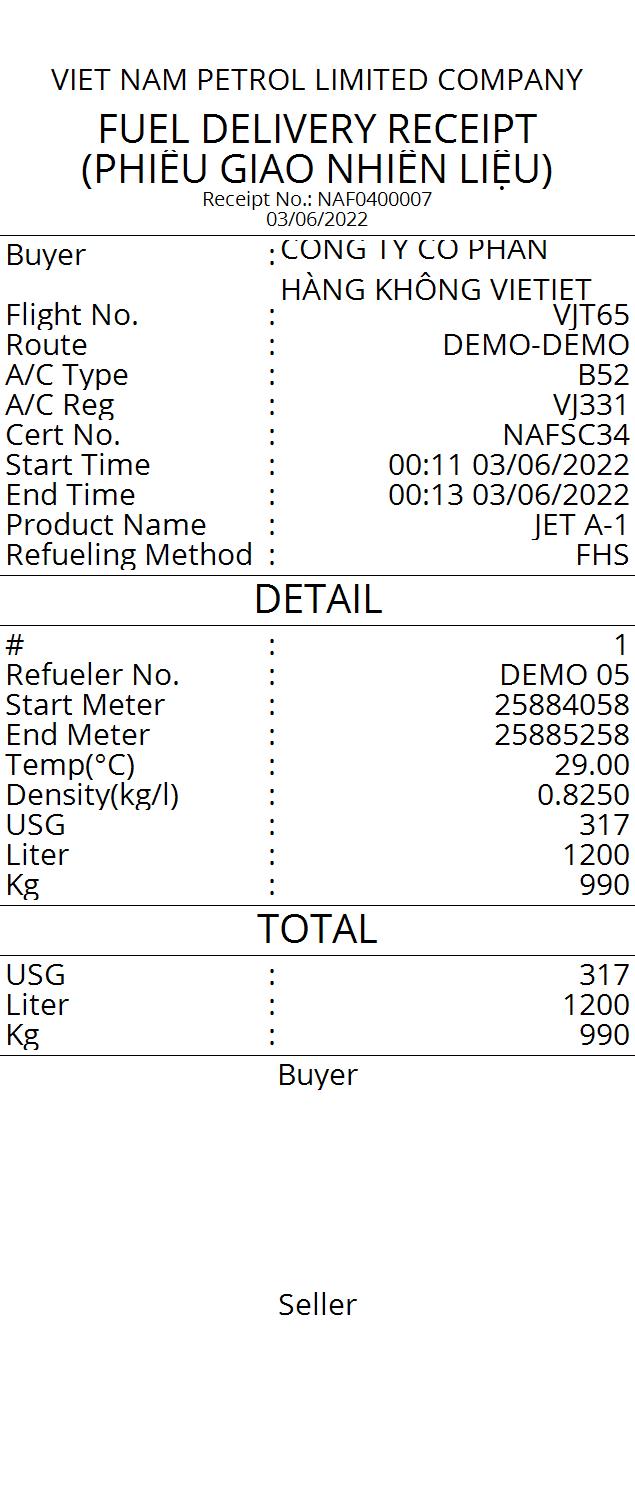 VIET NAM PETROL LIMITED COMPANY
FUEL DELIVERY RECEIPT
(PHIẾU GIAO NHIÊN LIỆU)
Receipt No.: NAF0400007
03/06/2022
Buyer : CÔNG TY CỔ PHẦN
HÀNG KHÔNG VIETIET
Flight No. : VJT65
Route : DEMO-DEMO
A/C Type : B52
A/C Reg : VJ331
Cert No. : NAFSC34
Start Time : 00:11 03/06/2022
End Time : 00:13 03/06/2022
Product Name : JET A-1
Refueling Method : FHS
DETAIL
# : 1
Refueler No. : DEMO 05
Start Meter : 25884058
End Meter : 25885258
Temp(°C) : 29.00
Density(kg/l) : 0.8250
USG : 317
Liter : 1200
Kg : 990
TOTAL
USG : 317
Liter : 1200
Kg : 990
Buyer
Seller